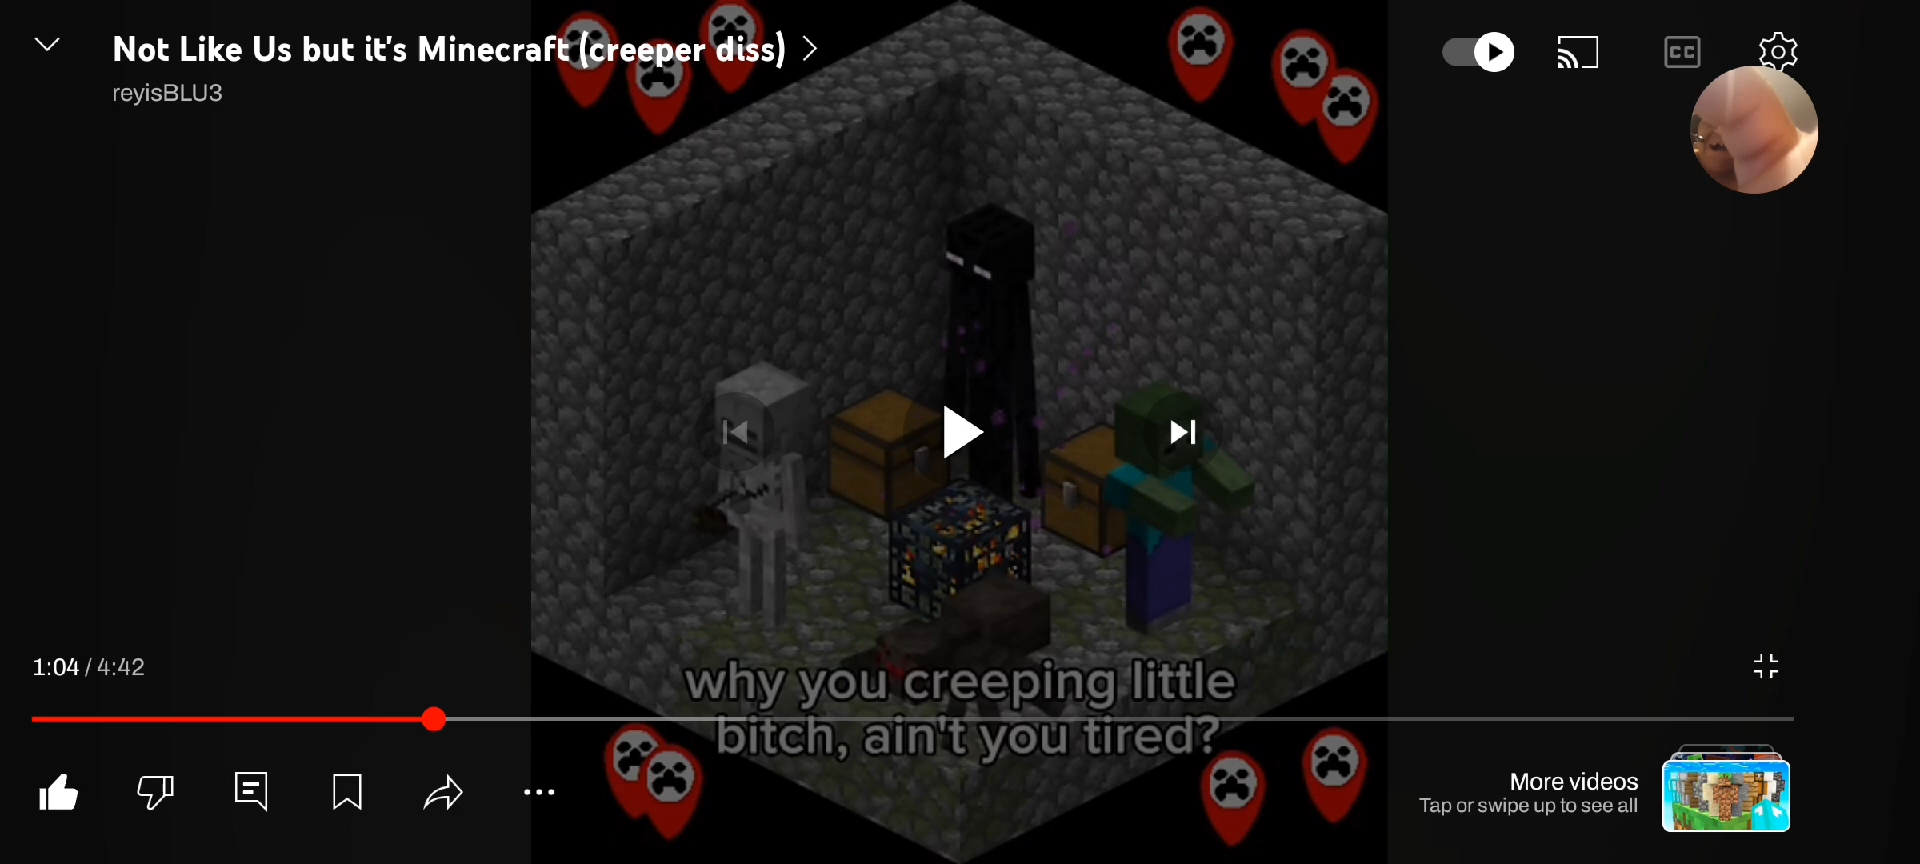 Not Like Us but it's Minecraft (creeper diss)
reyisBLU3
CC
why you creeping little
bitch, ain't you tired?
1:04 / 4:42
More videos
Tap or swipe up to see all